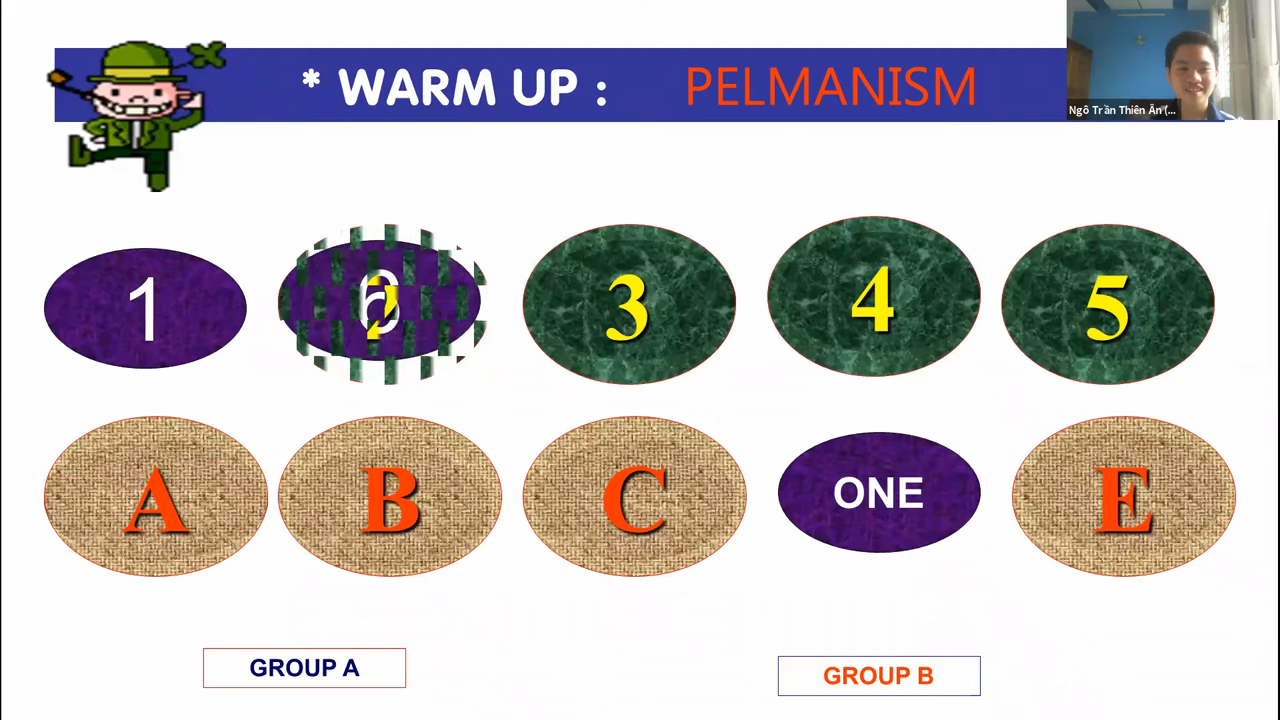 * WARM UP : PELMANISM
Ngô Trần Thiên Ân (...
1 3 4 5
A B C ONE E
GROUP A GROUP B